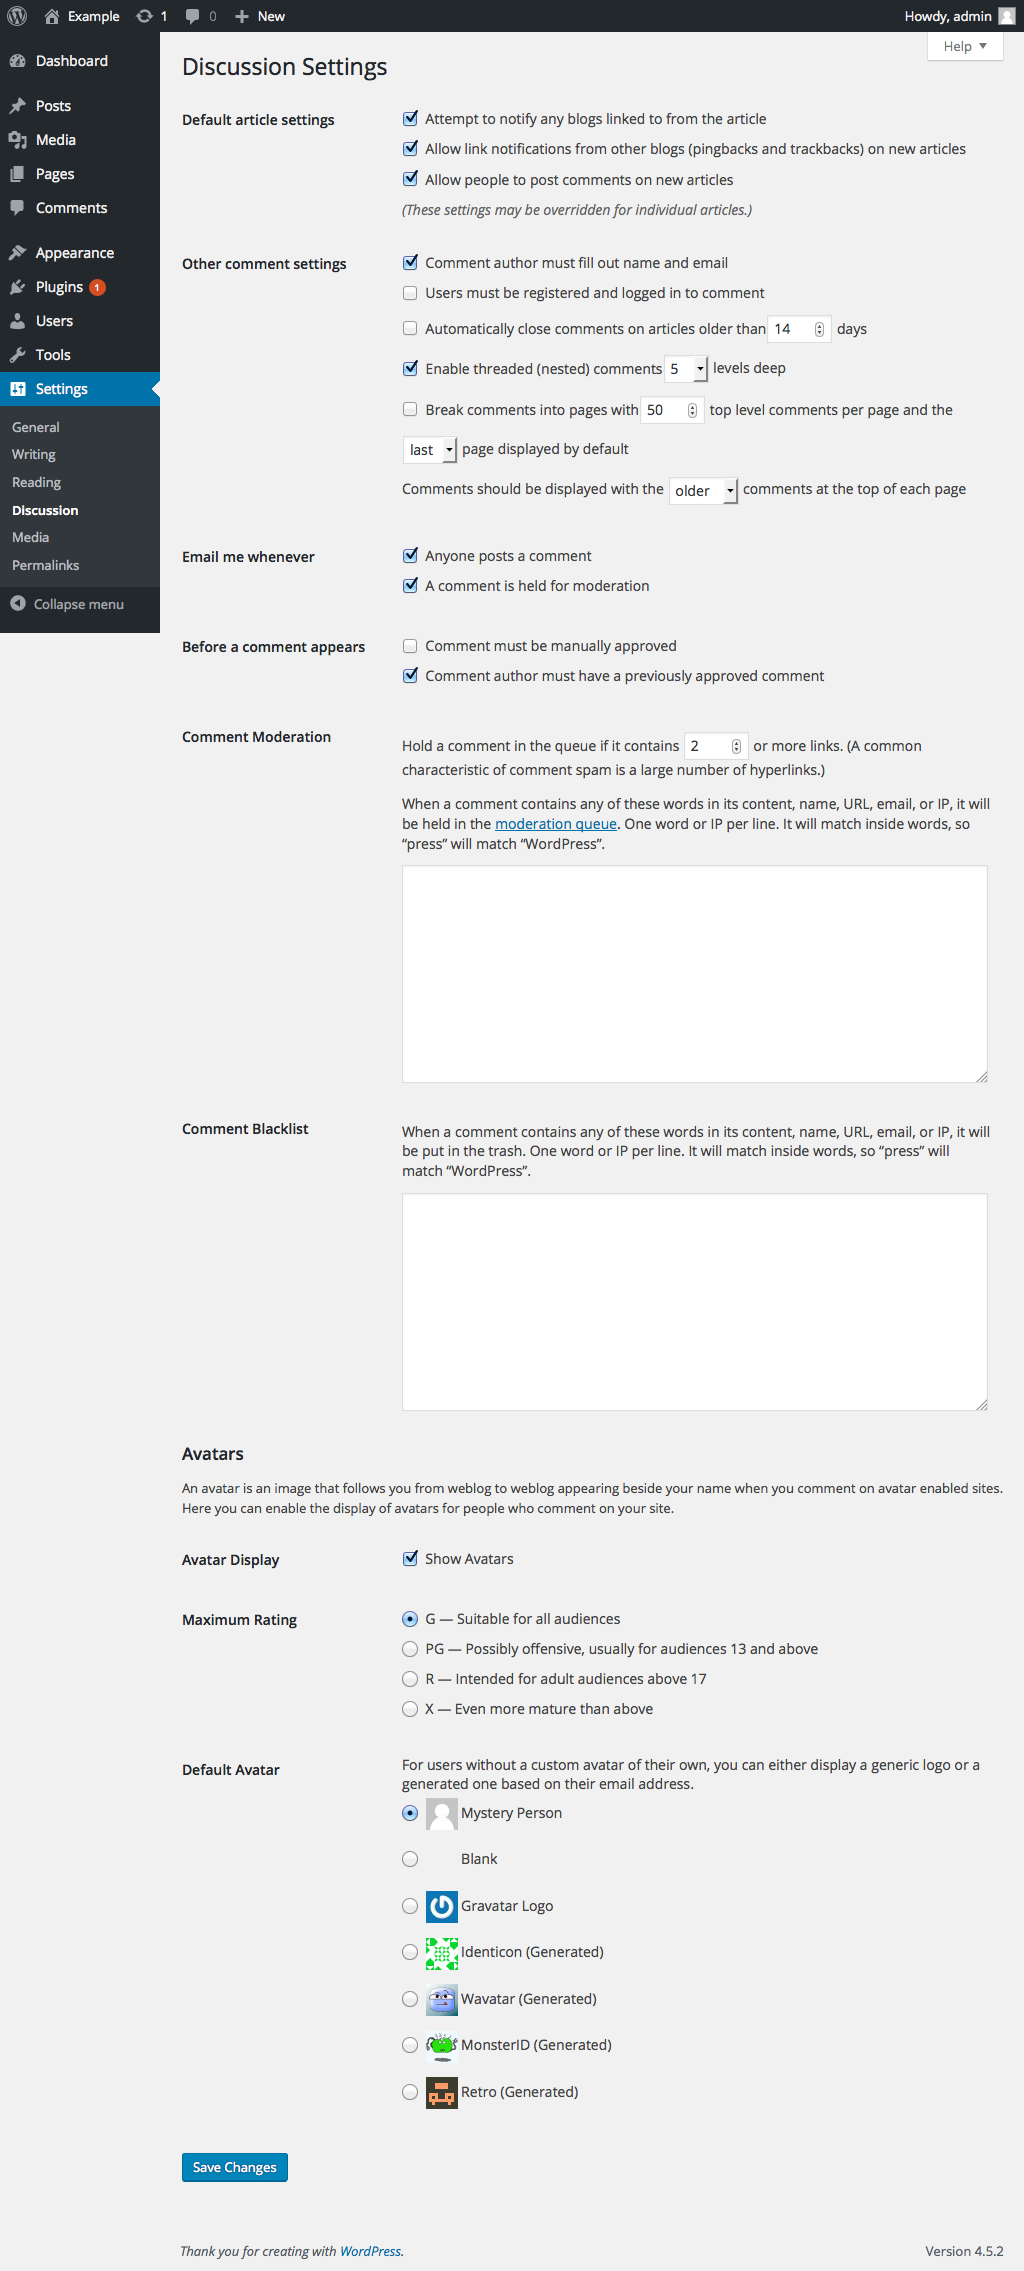 Example 1 0 New Howdy, admin
Help
Dashboard
Posts
Media
Pages
Comments
Appearance
Plugins 1
Users
Tools
Settings
General
Writing
Reading
Discussion
Media
Permalinks
Collapse menu
Discussion Settings
Default article settings
Attempt to notify any blogs linked to from the article
Allow link notifications from other blogs (pingbacks and trackbacks) on new articles
Allow people to post comments on new articles
(These settings may be overridden for individual articles.)
Other comment settings
Comment author must fill out name and email
Users must be registered and logged in to comment
Automatically close comments on articles older than 14 days
Enable threaded (nested) comments 5 levels deep
Break comments into pages with 50 top level comments per page and the
last page displayed by default
Comments should be displayed with the older comments at the top of each page
Email me whenever
Anyone posts a comment
A comment is held for moderation
Before a comment appears
Comment must be manually approved
Comment author must have a previously approved comment
Comment Moderation
Hold a comment in the queue if it contains 2 or more links. (A common
characteristic of comment spam is a large number of hyperlinks.)
When a comment contains any of these words in its content, name, URL, email, or IP, it will
be held in the moderation queue. One word or IP per line. It will match inside words, so
“press” will match “WordPress”.
Comment Blacklist
When a comment contains any of these words in its content, name, URL, email, or IP, it will
be put in the trash. One word or IP per line. It will match inside words, so “press” will
match “WordPress”.
Avatars
An avatar is an image that follows you from weblog to weblog appearing beside your name when you comment on avatar enabled sites.
Here you can enable the display of avatars for people who comment on your site.
Avatar Display
Show Avatars
Maximum Rating
G — Suitable for all audiences
PG — Possibly offensive, usually for audiences 13 and above
R — Intended for adult audiences above 17
X — Even more mature than above
Default Avatar
For users without a custom avatar of their own, you can either display a generic logo or a
generated one based on their email address.
Mystery Person
Blank
Gravatar Logo
Identicon (Generated)
Wavatar (Generated)
MonsterID (Generated)
Retro (Generated)
Save Changes
Thank you for creating with WordPress.
Version 4.5.2